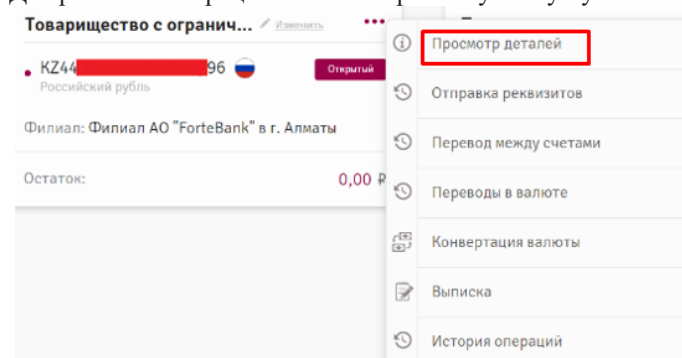 Товарищество с огранич... Изменить
KZ44 96 Открытый
Российский рубль
Филиал: Филиал АО "ForteBank" в г. Алматы
Остаток: 0,00 ₽
Просмотр деталей
Отправка реквизитов
Перевод между счетами
Переводы в валюте
Конвертация валюты
Выписка
История операций